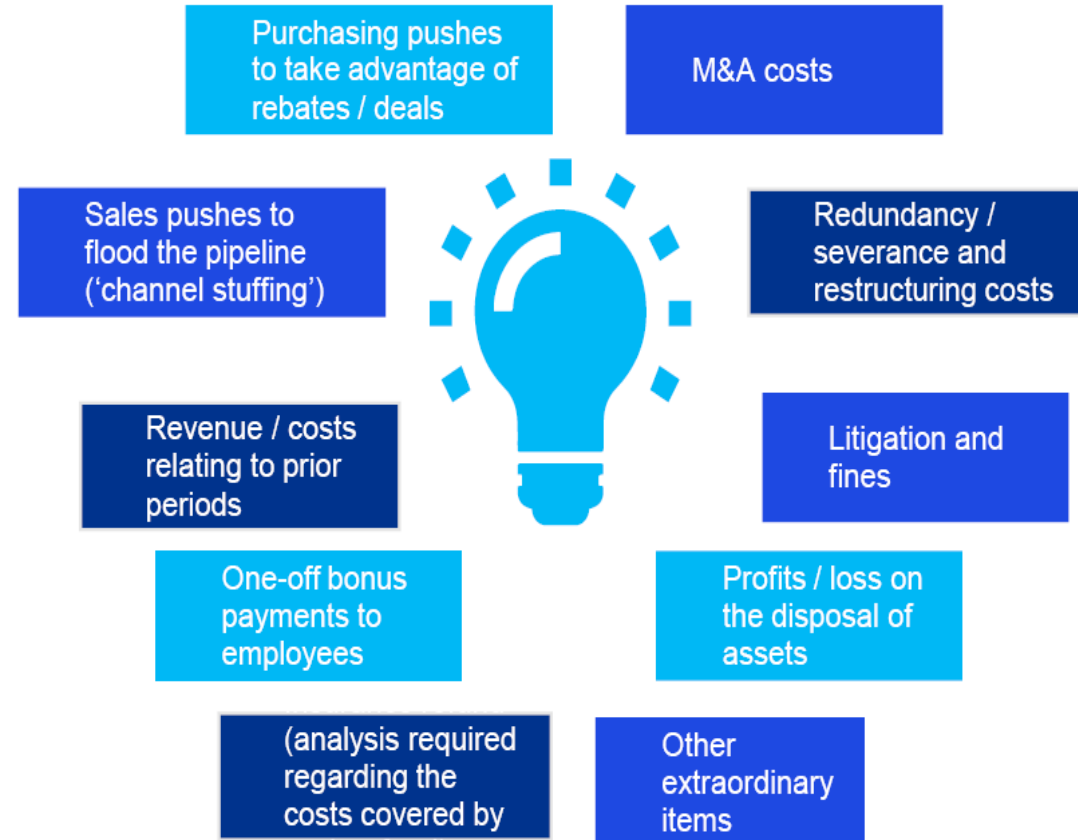 Purchasing pushes
to take advantage of
rebates / deals
M&A costs
Sales pushes to
flood the pipeline
(‘channel stuffing’)
Redundancy /
severance and
restructuring costs
Revenue / costs
relating to prior
periods
Litigation and
fines
One-off bonus
payments to
employees
Profits / loss on
the disposal of
assets
(analysis required
regarding the
costs covered by
Other
extraordinary
items